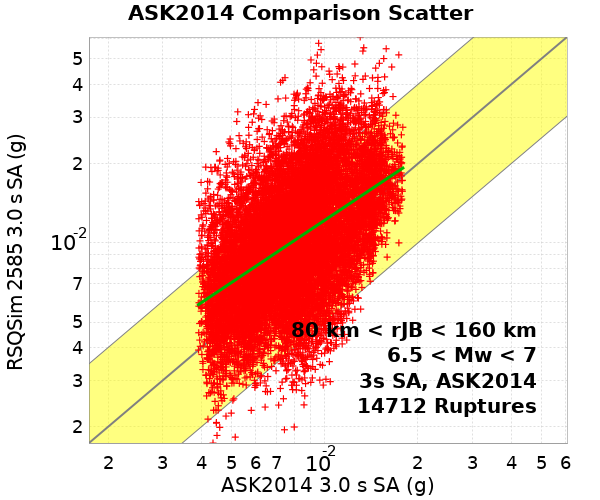 ASK2014 Comparison Scatter
RSQSim 2585 3.0 s SA (g)
5
4
3
2
10-2
7
5
4
3
2
80 km < rJB < 160 km
6.5 < Mw < 7
3s SA, ASK2014
14712 Ruptures
2 3 4 5 6 7 10-2 2 3 4 5 6
ASK2014 3.0 s SA (g)